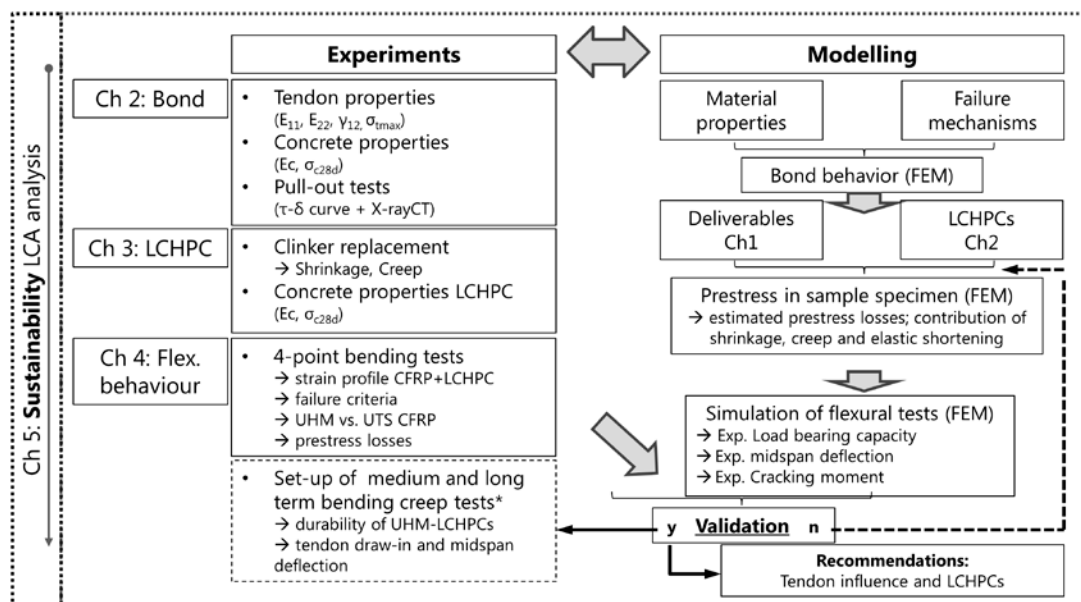 Ch 5: Sustainability LCA analysis
Experiments
Ch 2: Bond
• Tendon properties
(E11, E22, γ12, σtmax)
• Concrete properties
(Ec, σc28d)
• Pull-out tests
(τ-δ curve + X-rayCT)
Ch 3: LCHPC
• Clinker replacement
→ Shrinkage, Creep
• Concrete properties LCHPC
(Ec, σc28d)
Ch 4: Flex.
behaviour
• 4-point bending tests
→ strain profile CFRP+LCHPC
→ failure criteria
→ UHM vs. UTS CFRP
→ prestress losses
• Set-up of medium and long
term bending creep tests*
→ durability of UHM-LCHPCs
→ tendon draw-in and midspan
deflection
Modelling
Material
properties
Failure
mechanisms
Bond behavior (FEM)
Deliverables
Ch1
LCHPCs
Ch2
Prestress in sample specimen (FEM)
→ estimated prestress losses; contribution of
shrinkage, creep and elastic shortening
Simulation of flexural tests (FEM)
→ Exp. Load bearing capacity
→ Exp. midspan deflection
→ Exp. Cracking moment
y Validation n
Recommendations:
Tendon influence and LCHPCs